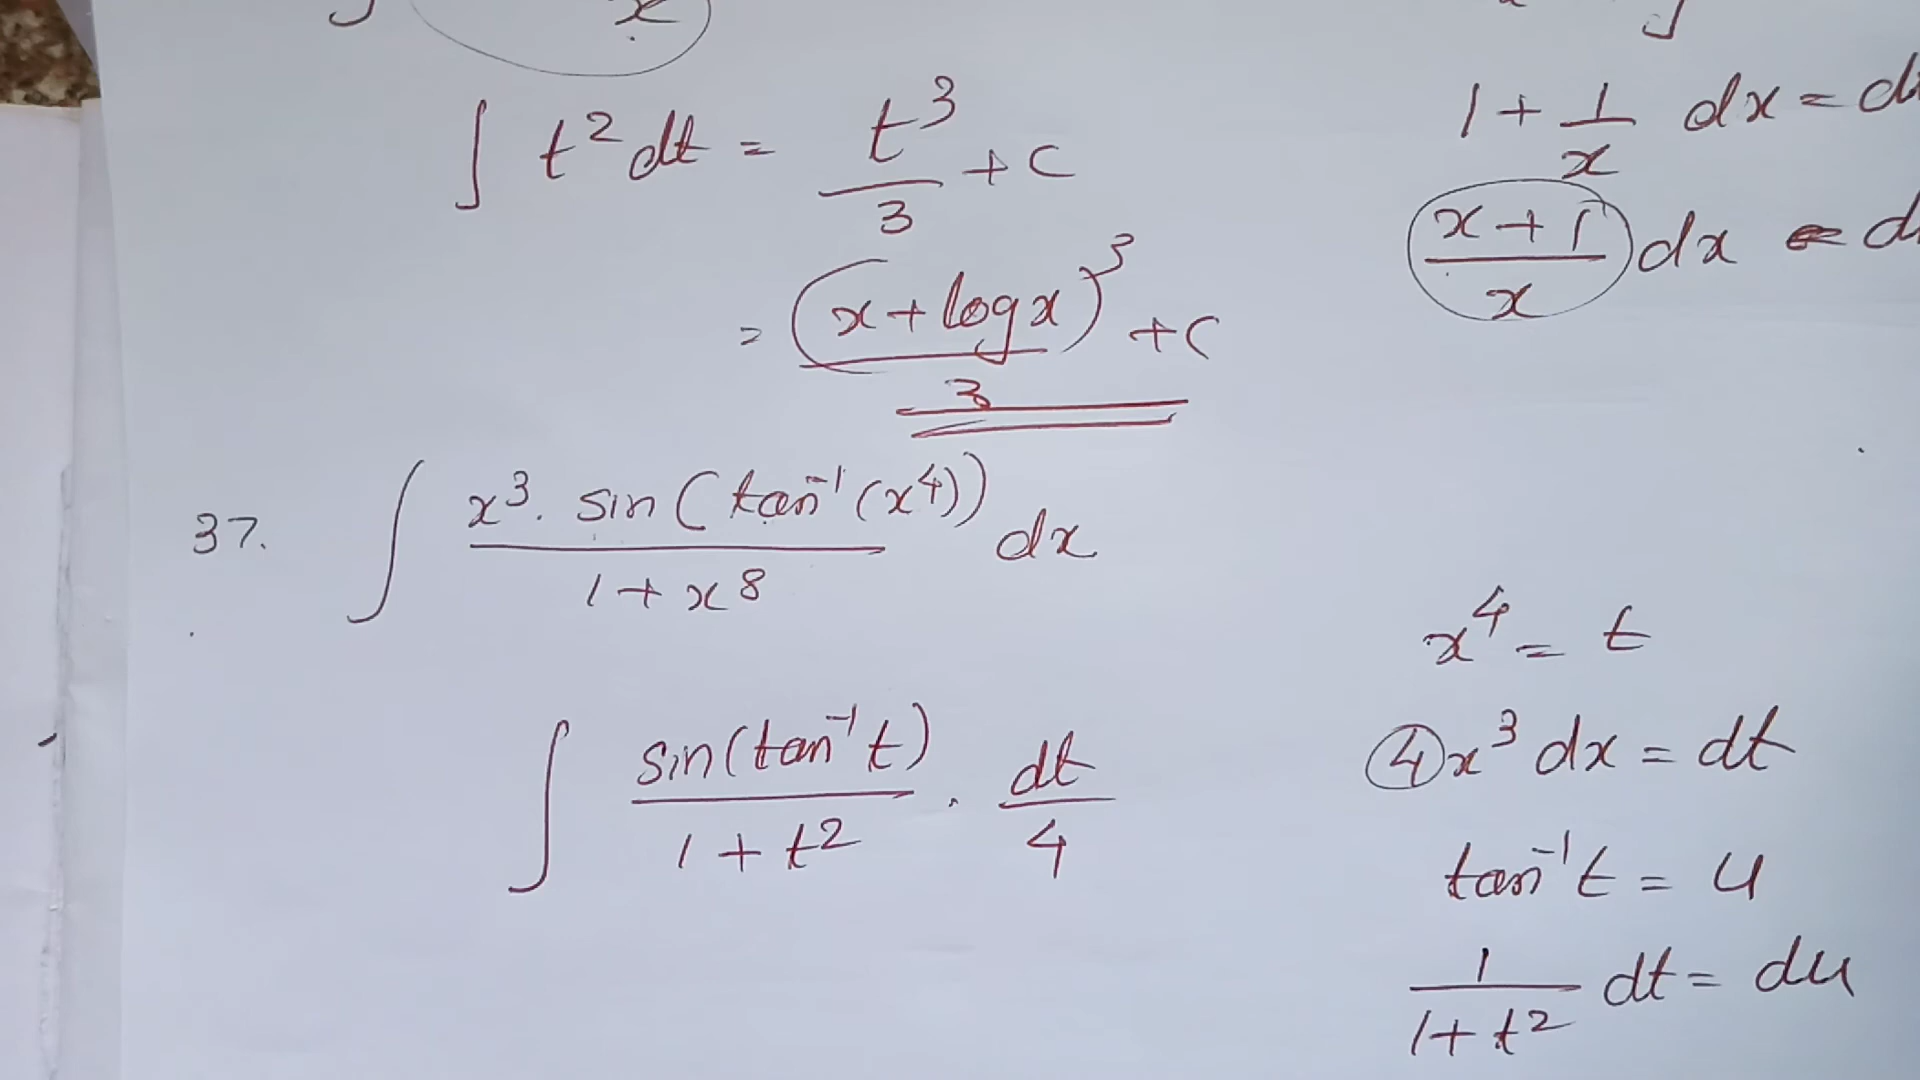 x
∫ t² dt = t³/3 + c
1 + 1/x dx = d
= (x + log x)³/3 + c
(x+1)/x dx = d
37. ∫ x³. sin(tan⁻¹(x⁴))/(1+x⁸) dx
x⁴ = t
∫ sin(tan⁻¹t)/(1+t²) . dt/4
4x³ dx = dt
tan⁻¹t = u
1/(1+t²) dt = du